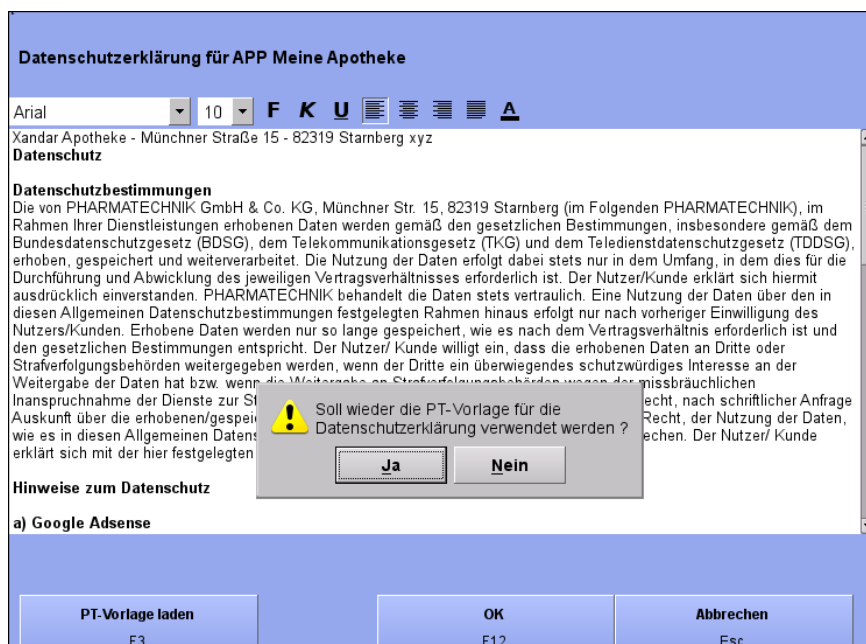 Datenschutzerklärung für APP Meine Apotheke
Arial 10 F K U A
Xandar Apotheke - Münchner Straße 15 - 82319 Starnberg xyz
Datenschutz
Datenschutzbestimmungen
Die von PHARMATECHNIK GmbH & Co. KG, Münchner Str. 15, 82319 Starnberg (im Folgenden PHARMATECHNIK), im
Rahmen Ihrer Dienstleistungen erhobenen Daten werden gemäß den gesetzlichen Bestimmungen, insbesondere gemäß dem
Bundesdatenschutzgesetz (BDSG), dem Telekommunikationsgesetz (TKG) und dem Teledienstdatenschutzgesetz (TDDSG),
erhoben, gespeichert und weiterverarbeitet. Die Nutzung der Daten erfolgt dabei stets nur in dem Umfang, in dem dies für die
Durchführung und Abwicklung des jeweiligen Vertragsverhältnisses erforderlich ist. Der Nutzer/Kunde erklärt sich hiermit
ausdrücklich einverstanden. PHARMATECHNIK behandelt die Daten stets vertraulich. Eine Nutzung der Daten über den in
diesen Allgemeinen Datenschutzbestimmungen festgelegten Rahmen hinaus erfolgt nur nach vorheriger Einwilligung des
Nutzers/Kunden. Erhobene Daten werden nur so lange gespeichert, wie es nach dem Vertragsverhältnis erforderlich ist und
den gesetzlichen Bestimmungen entspricht. Der Nutzer/ Kunde willigt ein, dass die erhobenen Daten an Dritte oder
Strafverfolgungsbehörden weitergegeben werden, wenn der Dritte ein überwiegendes schutzwürdiges Interesse an der
Weitergabe der Daten hat bzw. wenn die Weitergabe an Strafverfolgungsbehörden wegen der missbräuchlichen
Inanspruchnahme der Dienste zur St echt, nach schriftlicher Anfrage
Auskunft über die erhobenen/gespei Recht, der Nutzung der Daten,
wie es in diesen Allgemeinen Datens echen. Der Nutzer/ Kunde
erklärt sich mit der hier festgelegten
Soll wieder die PT-Vorlage für die
Datenschutzerklärung verwendet werden ?
Ja Nein
Hinweise zum Datenschutz
a) Google Adsense
PT-Vorlage laden OK Abbrechen
F3 F12 Esc